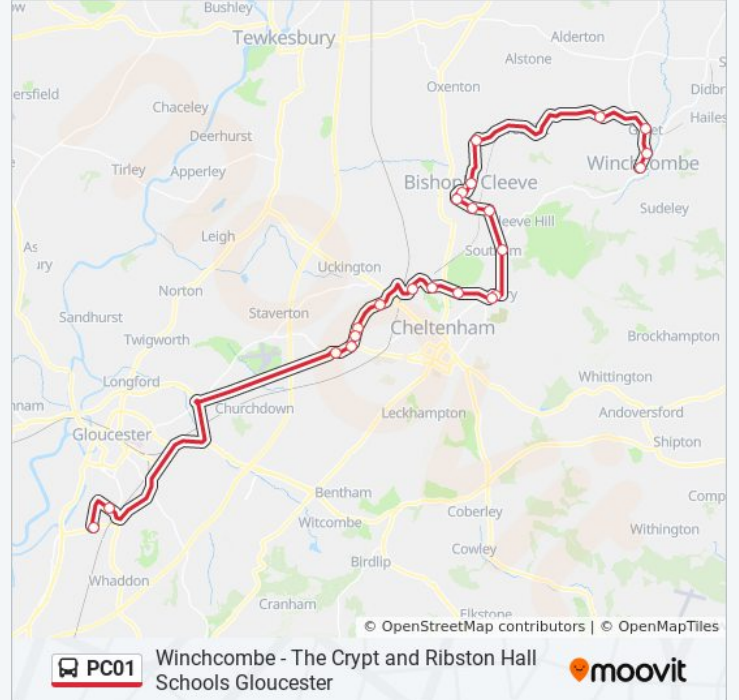 Bushley
ow
Tewkesbury
Alderton
Alstone
Oxenton
ersfield
Chaceley
Didbr
Hailes
Deerhurst
Tirley
Apperley
Winchcombe
Bishop's Cleeve
Sudeley
Leigh
eeve Hill
As
ury
Uckington
Norton
Staverton
Sandhurst
Cheltenham
Twigworth
Brockhampton
Longford
Whittington
nam
Churchdown
Leckhampton
Andoversford
Gloucester
Shipton
Bentham
Comp
Coberley
Witcombe
Withington
Cowley
Birdlip
Whaddon
Cranham
Elkstone
© OpenStreetMap contributors | © OpenMapTiles
PC01
Winchcombe - The Crypt and Ribston Hall
Schools Gloucester
moovit